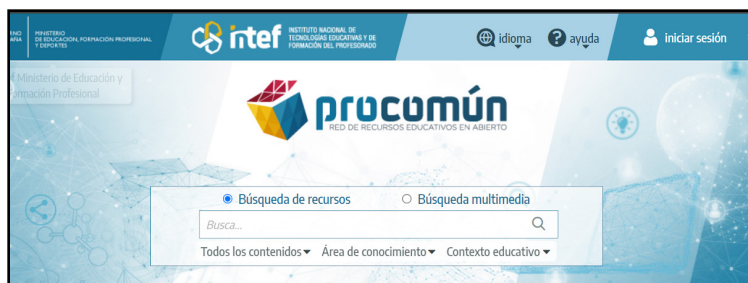 MINISTERIO
DE EDUCACIÓN, FORMACIÓN PROFESIONAL
Y DEPORTES
intef
INSTITUTO NACIONAL DE
TECNOLOGÍAS EDUCATIVAS Y DE
FORMACIÓN DEL PROFESORADO
idioma
ayuda
iniciar sesión
Ministerio de Educación y
Formación Profesional
procomún
RED DE RECURSOS EDUCATIVOS EN ABIERTO
Búsqueda de recursos Búsqueda multimedia
Busca...
Todos los contenidos Área de conocimiento Contexto educativo